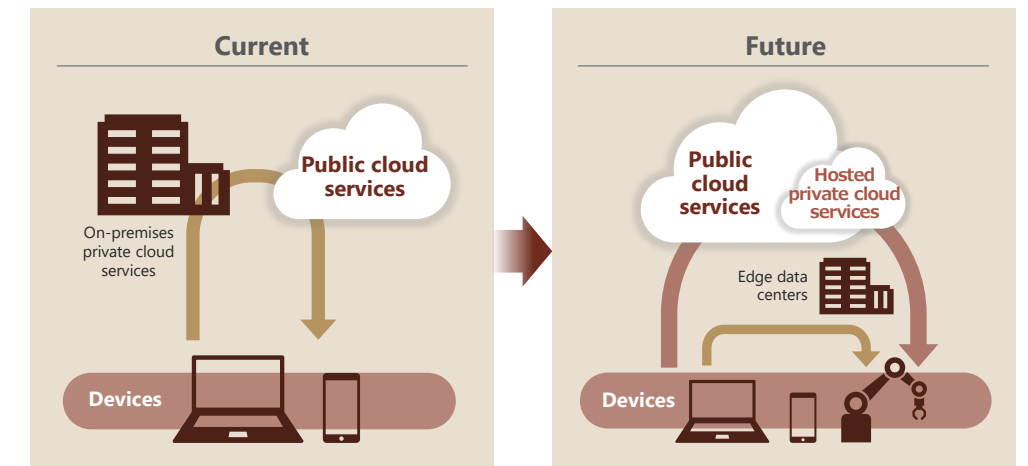 Current
Public cloud
services
On-premises
private cloud
services
Devices
Future
Public
cloud
services
Hosted
private cloud
services
Edge data
centers
Devices